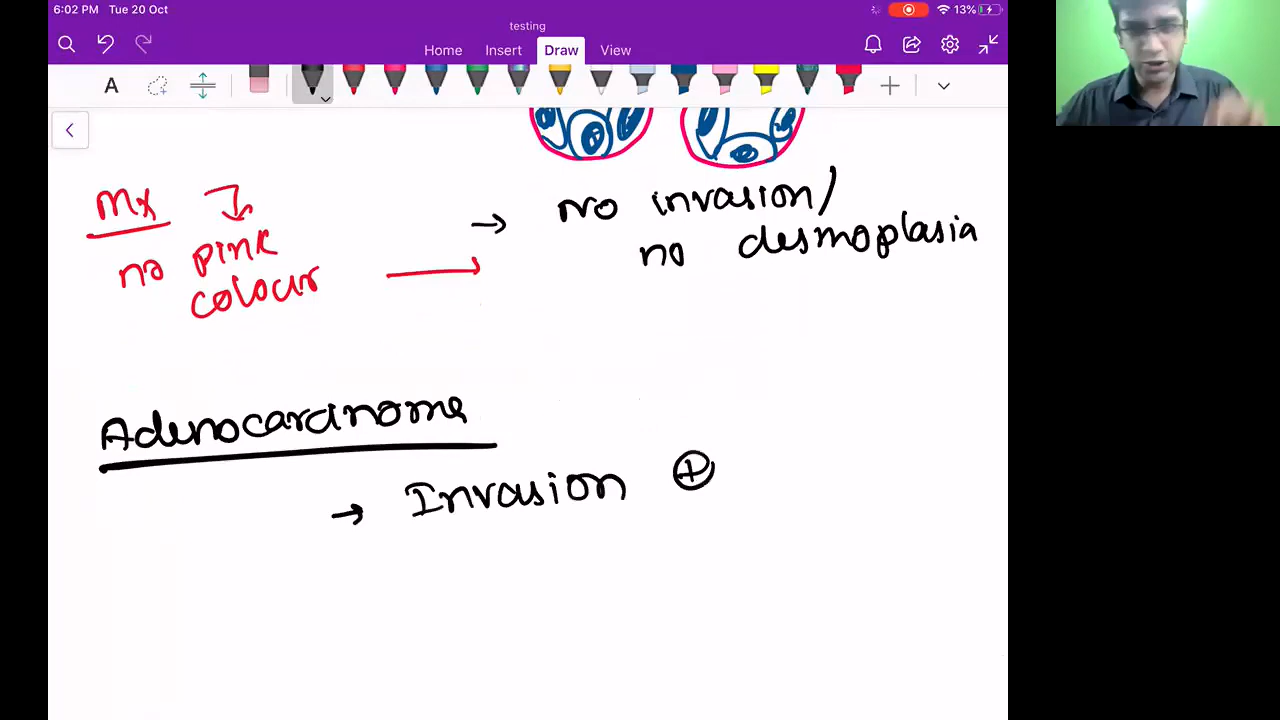 6:02 PM Tue 20 Oct
13%
testing
Home Insert Draw View
A
Mx
no pink
colour
→ no invasion/
no desmoplasia
Adenocarcinoma
→ Invasion ⊕